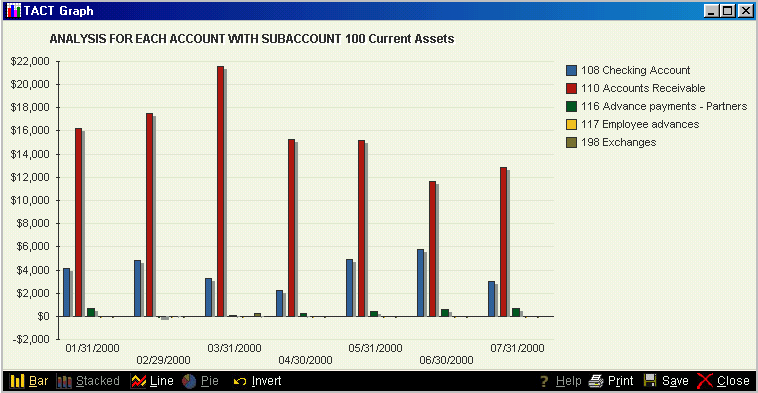 TACT Graph
ANALYSIS FOR EACH ACCOUNT WITH SUBACCOUNT 100 Current Assets
$22,000
$20,000
$18,000
$16,000
$14,000
$12,000
$10,000
$8,000
$6,000
$4,000
$2,000
$0
-$2,000
01/31/2000
02/29/2000
03/31/2000
04/30/2000
05/31/2000
06/30/2000
07/31/2000
108 Checking Account
110 Accounts Receivable
116 Advance payments - Partners
117 Employee advances
198 Exchanges
Bar Stacked Line Pie Invert ? Help Print Save Close